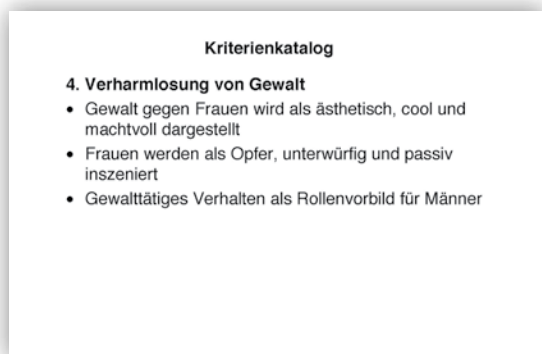 Kriterienkatalog
4. Verharmlosung von Gewalt
• Gewalt gegen Frauen wird als ästhetisch, cool und
machtvoll dargestellt
• Frauen werden als Opfer, unterwürfig und passiv
inszeniert
• Gewalttätiges Verhalten als Rollenvorbild für Männer